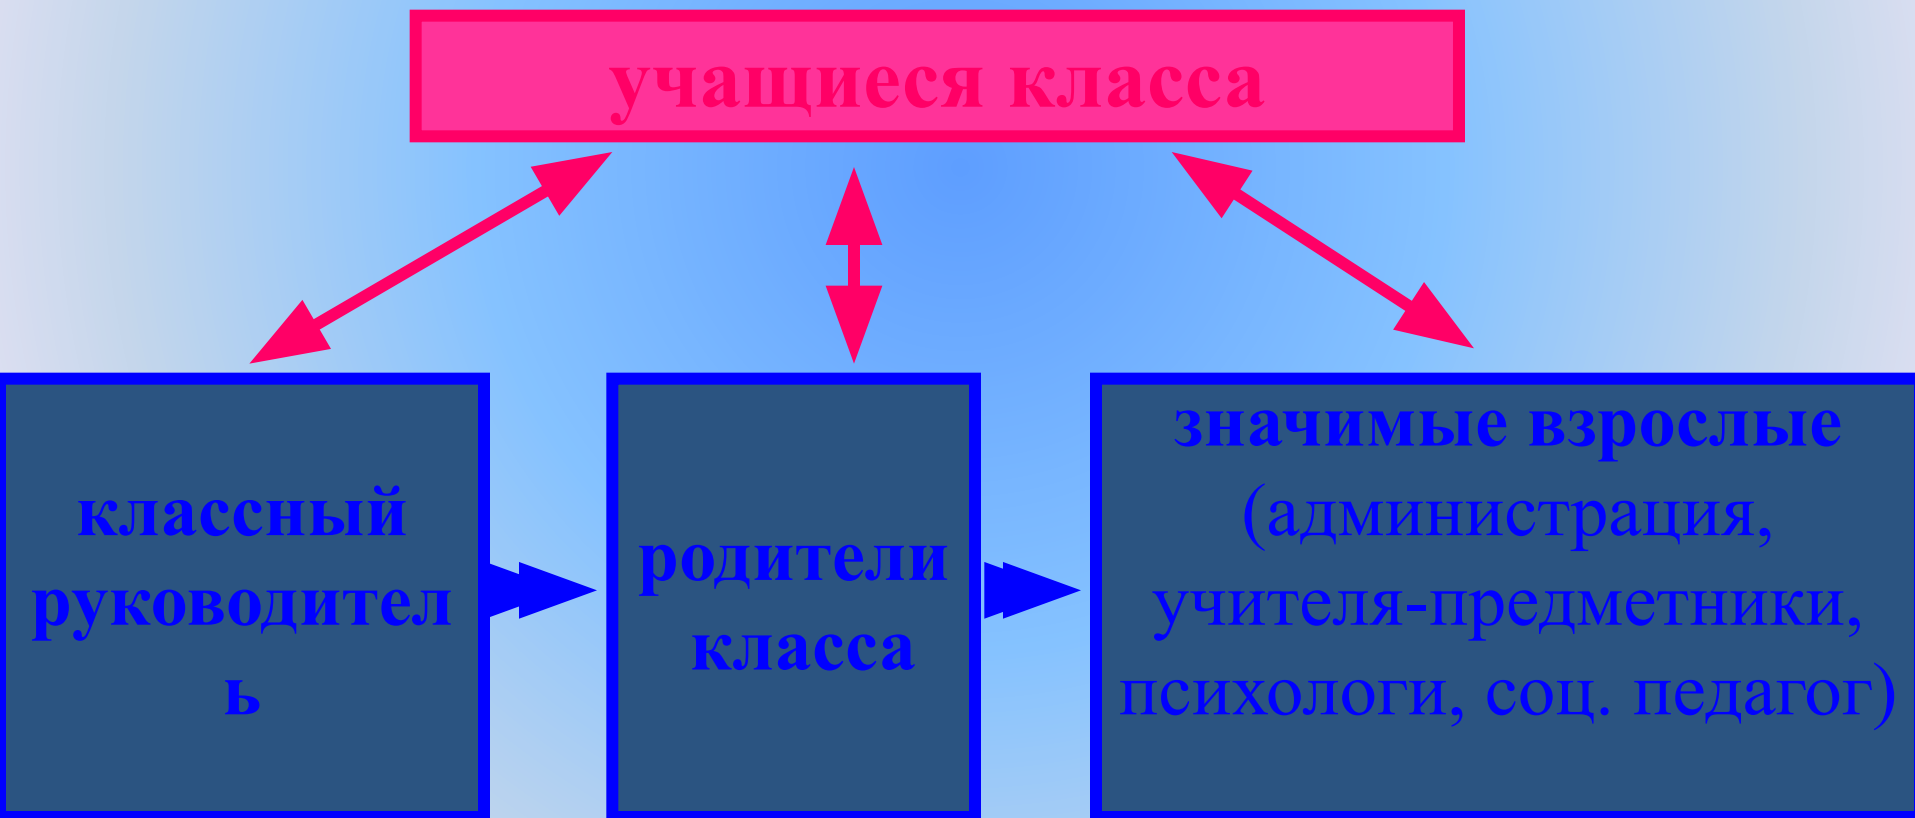 учащиеся класса
классный
руководител
ь
родители
класса
значимые взрослые
(администрация,
учителя-предметники,
психологи, соц. педагог)